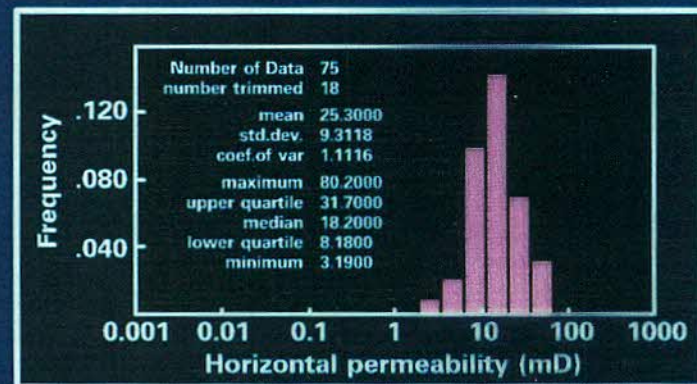 Number of Data 75
number trimmed 18
mean 25.3000
std.dev. 9.3118
coef.of var 1.1116
maximum 80.2000
upper quartile 31.7000
median 18.2000
lower quartile 8.1800
minimum 3.1900
Frequency
.120
.080
.040
0.001 0.01 0.1 1 10 100 1000
Horizontal permeability (mD)